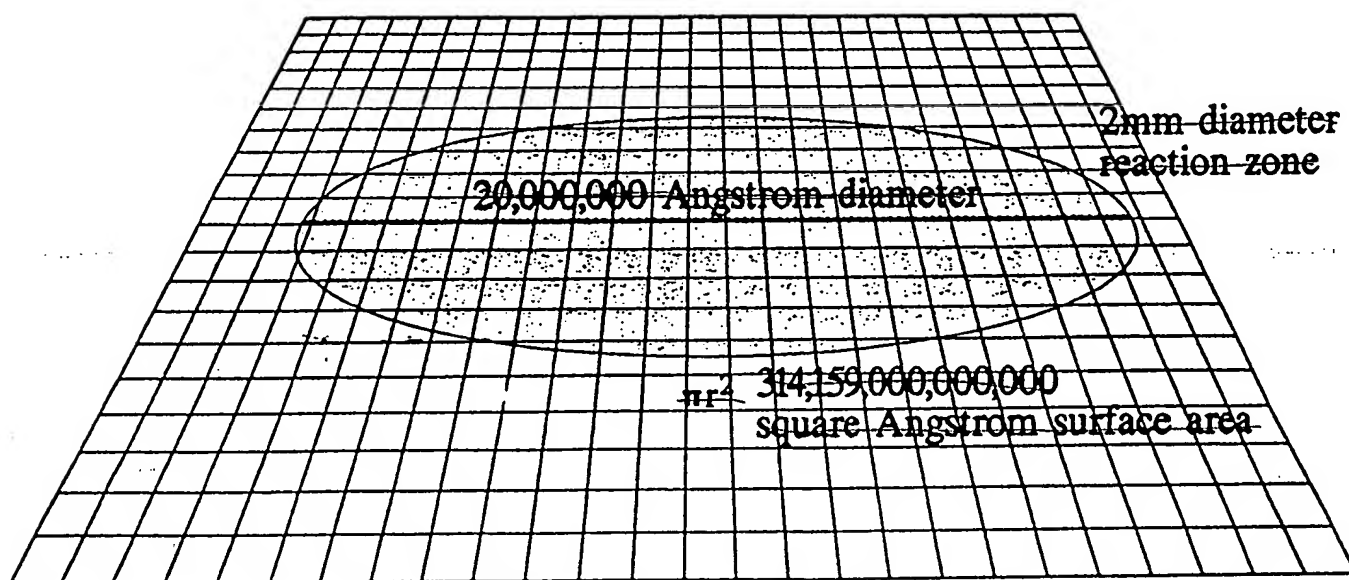 2mm diameter
reaction zone
20,000,000 Angstrom diameter
πr² 314,159,000,000,000
square Angstrom surface area